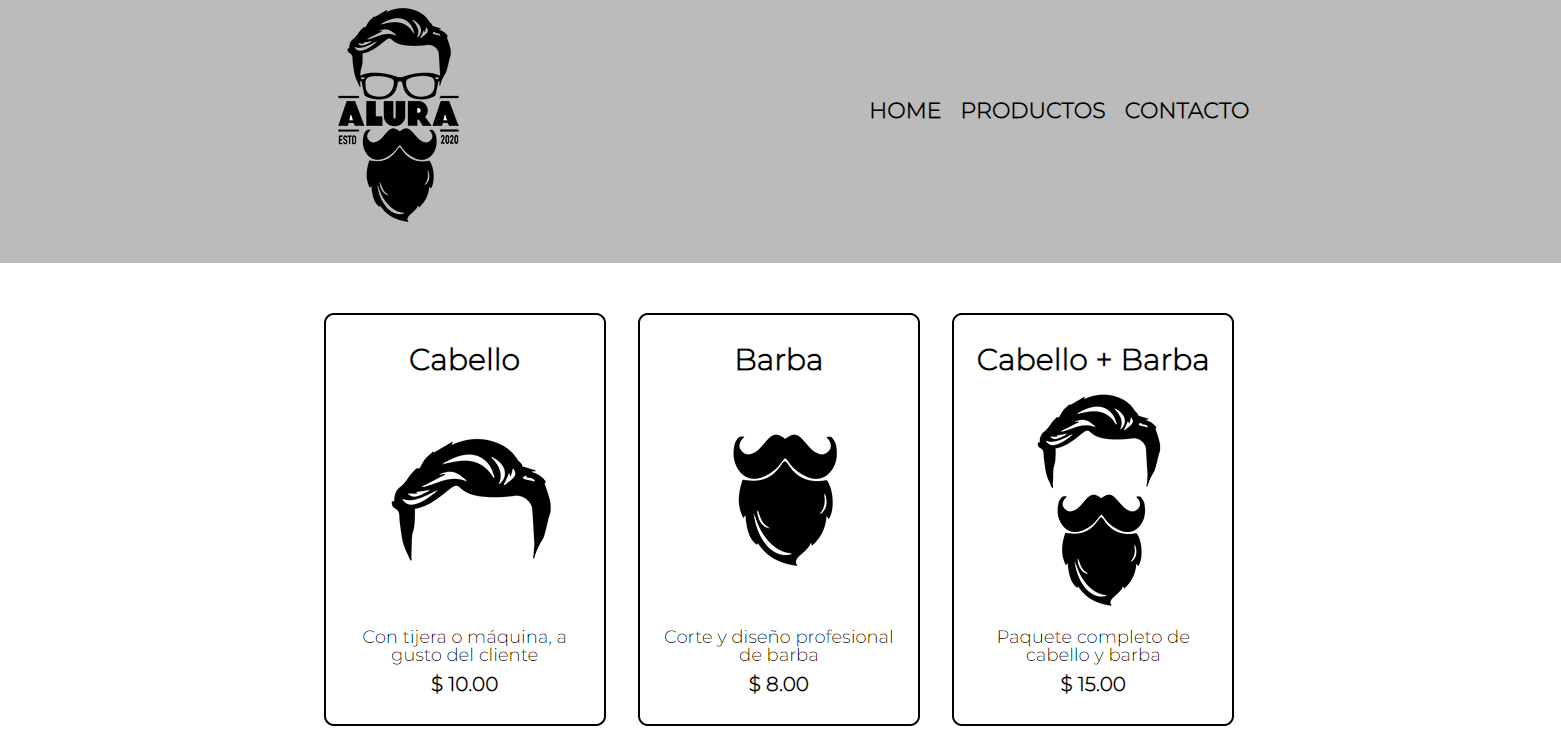 ALURA
ESTD 2020
HOME PRODUCTOS CONTACTO
Cabello
Con tijera o máquina, a
gusto del cliente
$ 10.00
Barba
Corte y diseño profesional
de barba
$ 8.00
Cabello + Barba
Paquete completo de
cabello y barba
$ 15.00